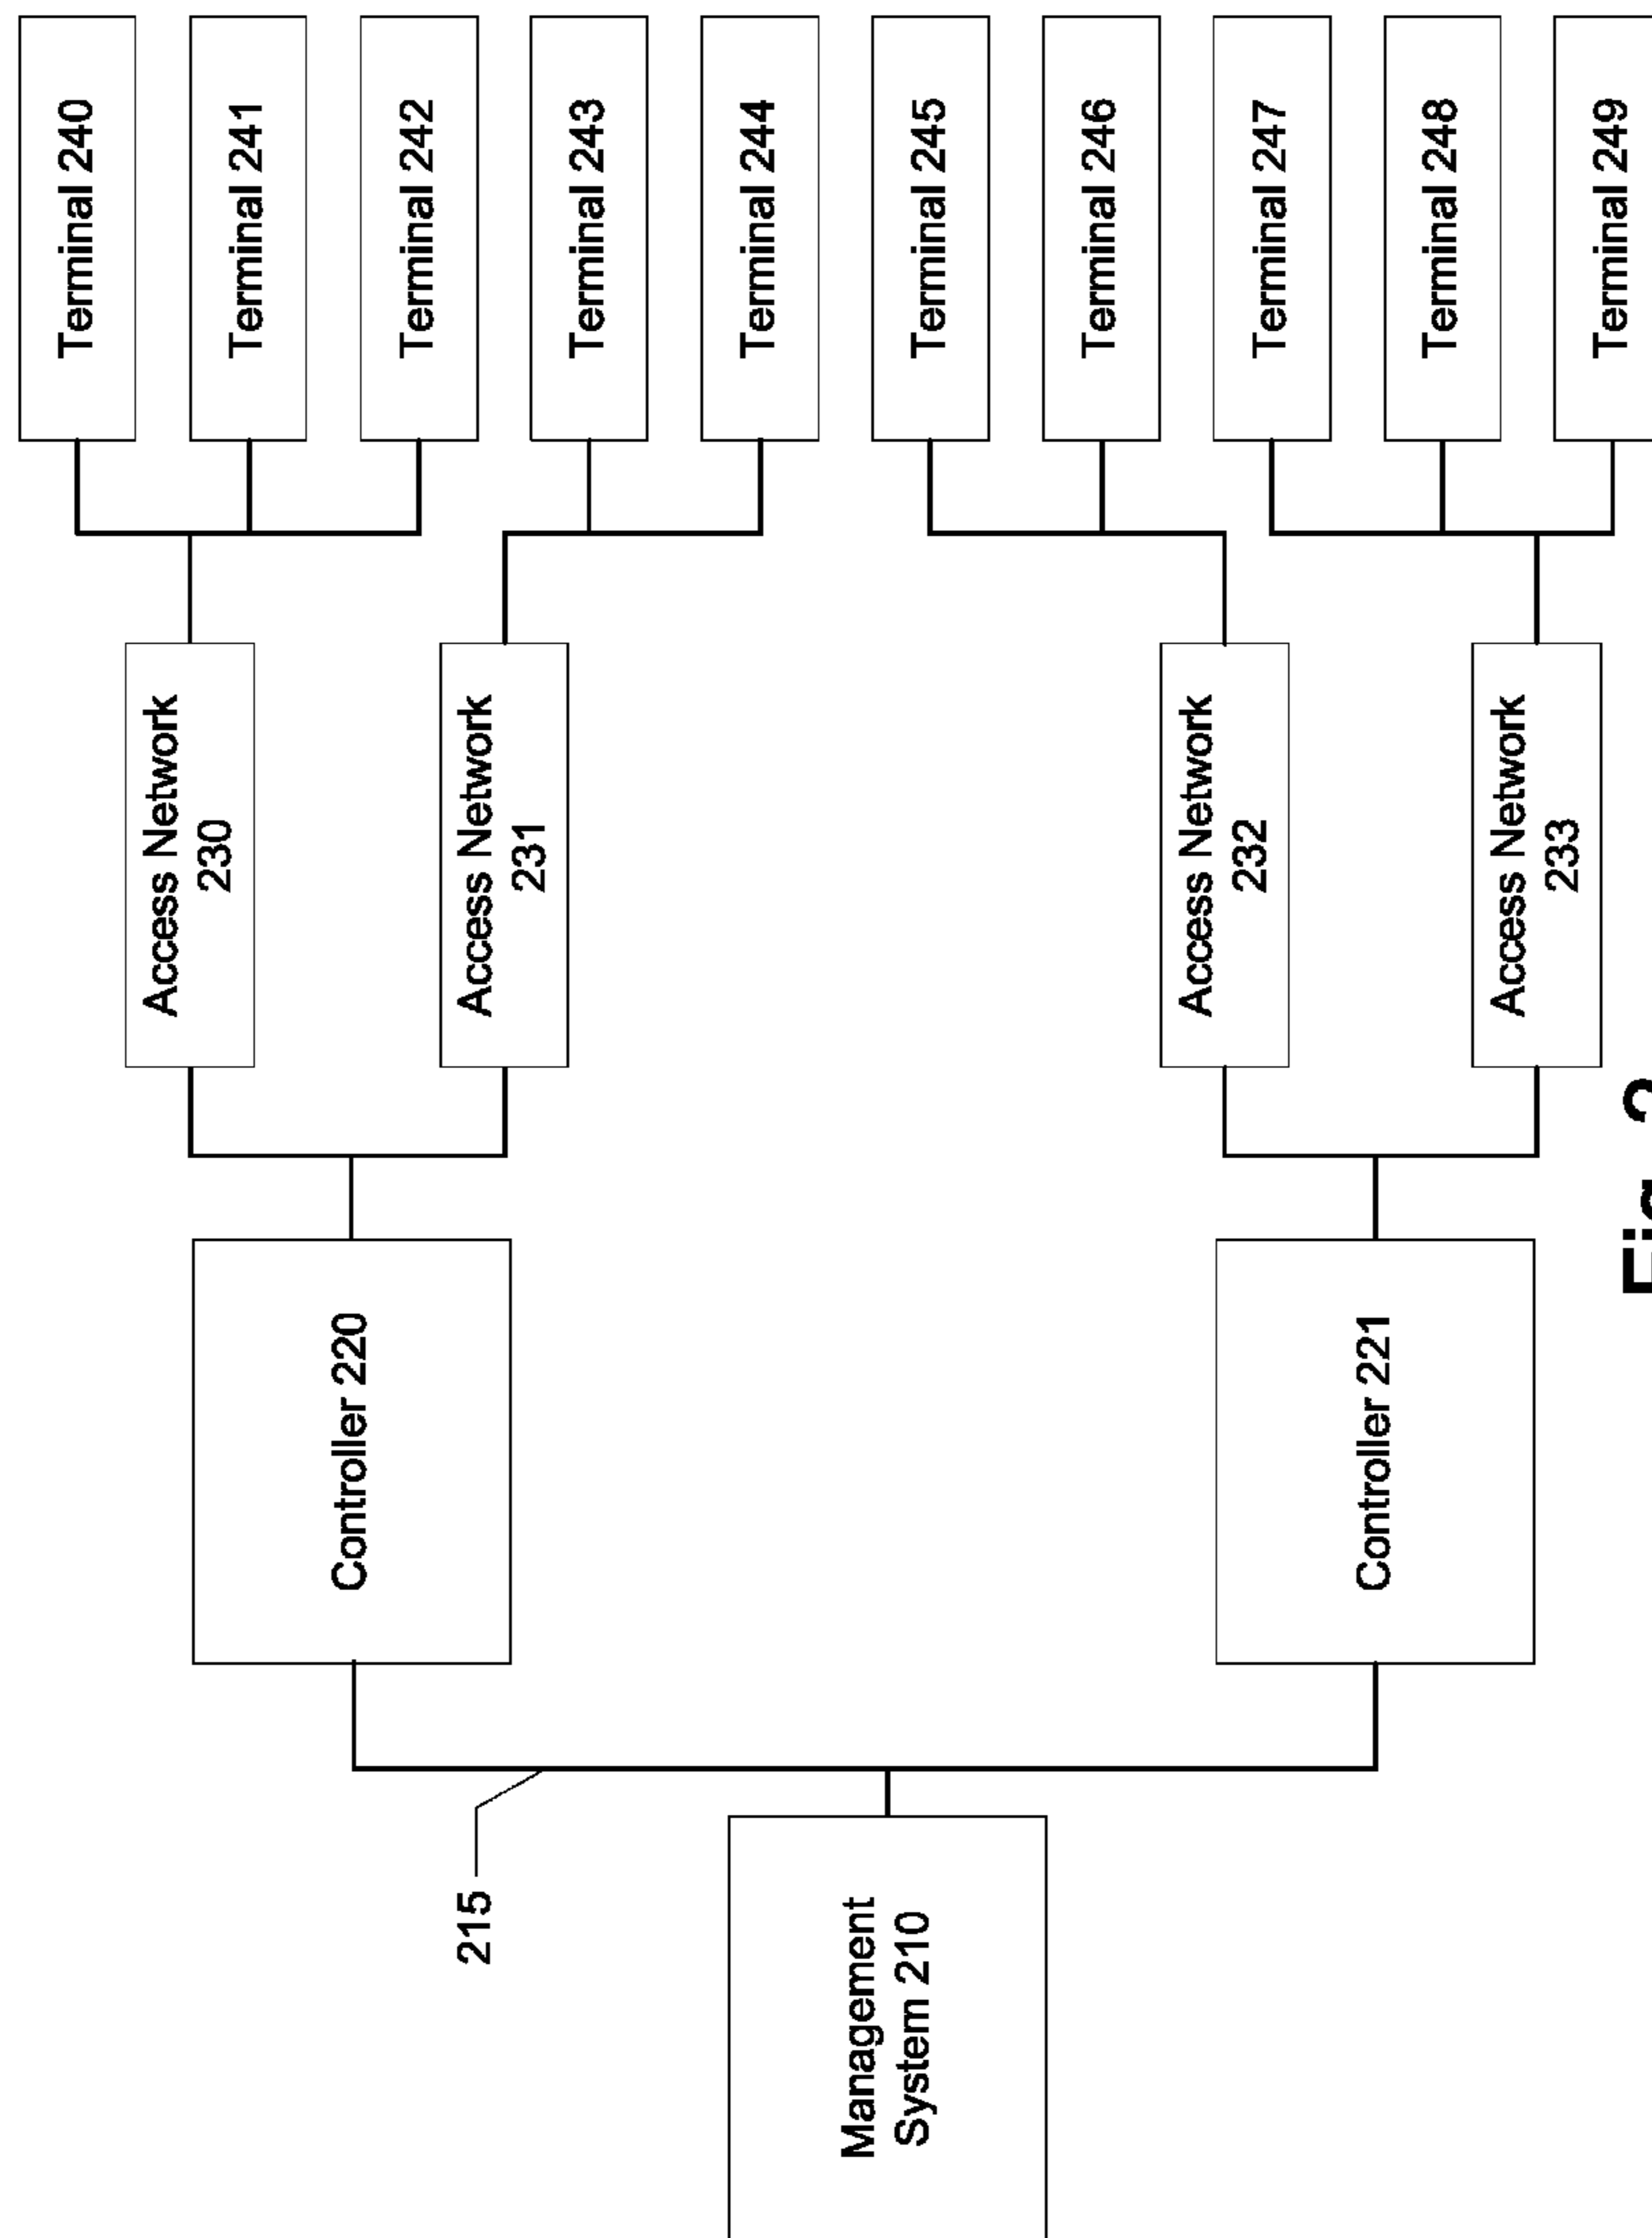 Management
System 210
215
Controller 220
Controller 221
Access Network
230
Access Network
231
Access Network
232
Access Network
233
Terminal 240
Terminal 241
Terminal 242
Terminal 243
Terminal 244
Terminal 245
Terminal 246
Terminal 247
Terminal 248
Terminal 249